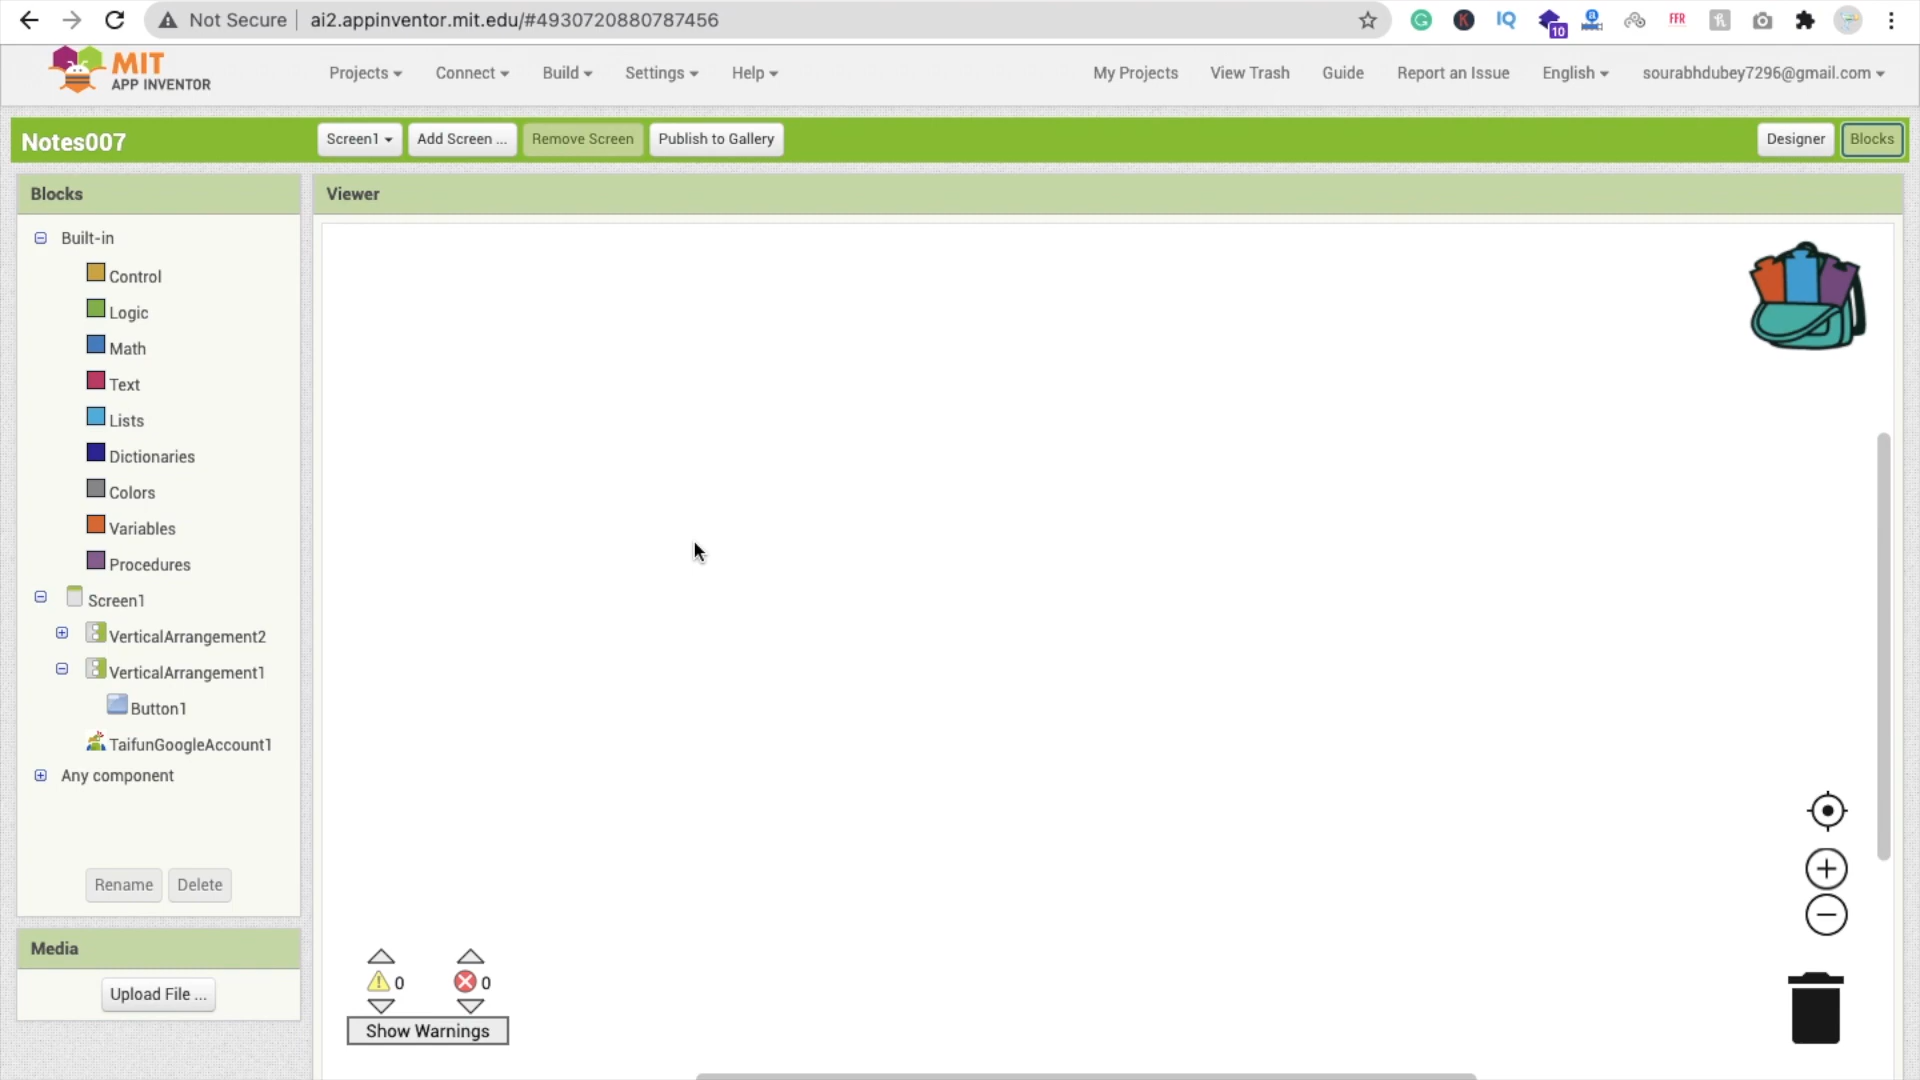 Not Secure
ai2.appinventor.mit.edu/#4930720880787456
IQ
10
FFR
MIT
APP INVENTOR
Projects
Connect
Build
Settings
Help
My Projects
View Trash
Guide
Report an Issue
English
sourabhdubey7296@gmail.com
Notes007
Screen1
Add Screen ...
Remove Screen
Publish to Gallery
Designer
Blocks
Blocks
Viewer
Built-in
Control
Logic
Math
Text
Lists
Dictionaries
Colors
Variables
Procedures
Screen1
VerticalArrangement2
VerticalArrangement1
Button1
TaifunGoogleAccount1
Any component
Rename
Delete
Media
Upload File ...
0
0
Show Warnings